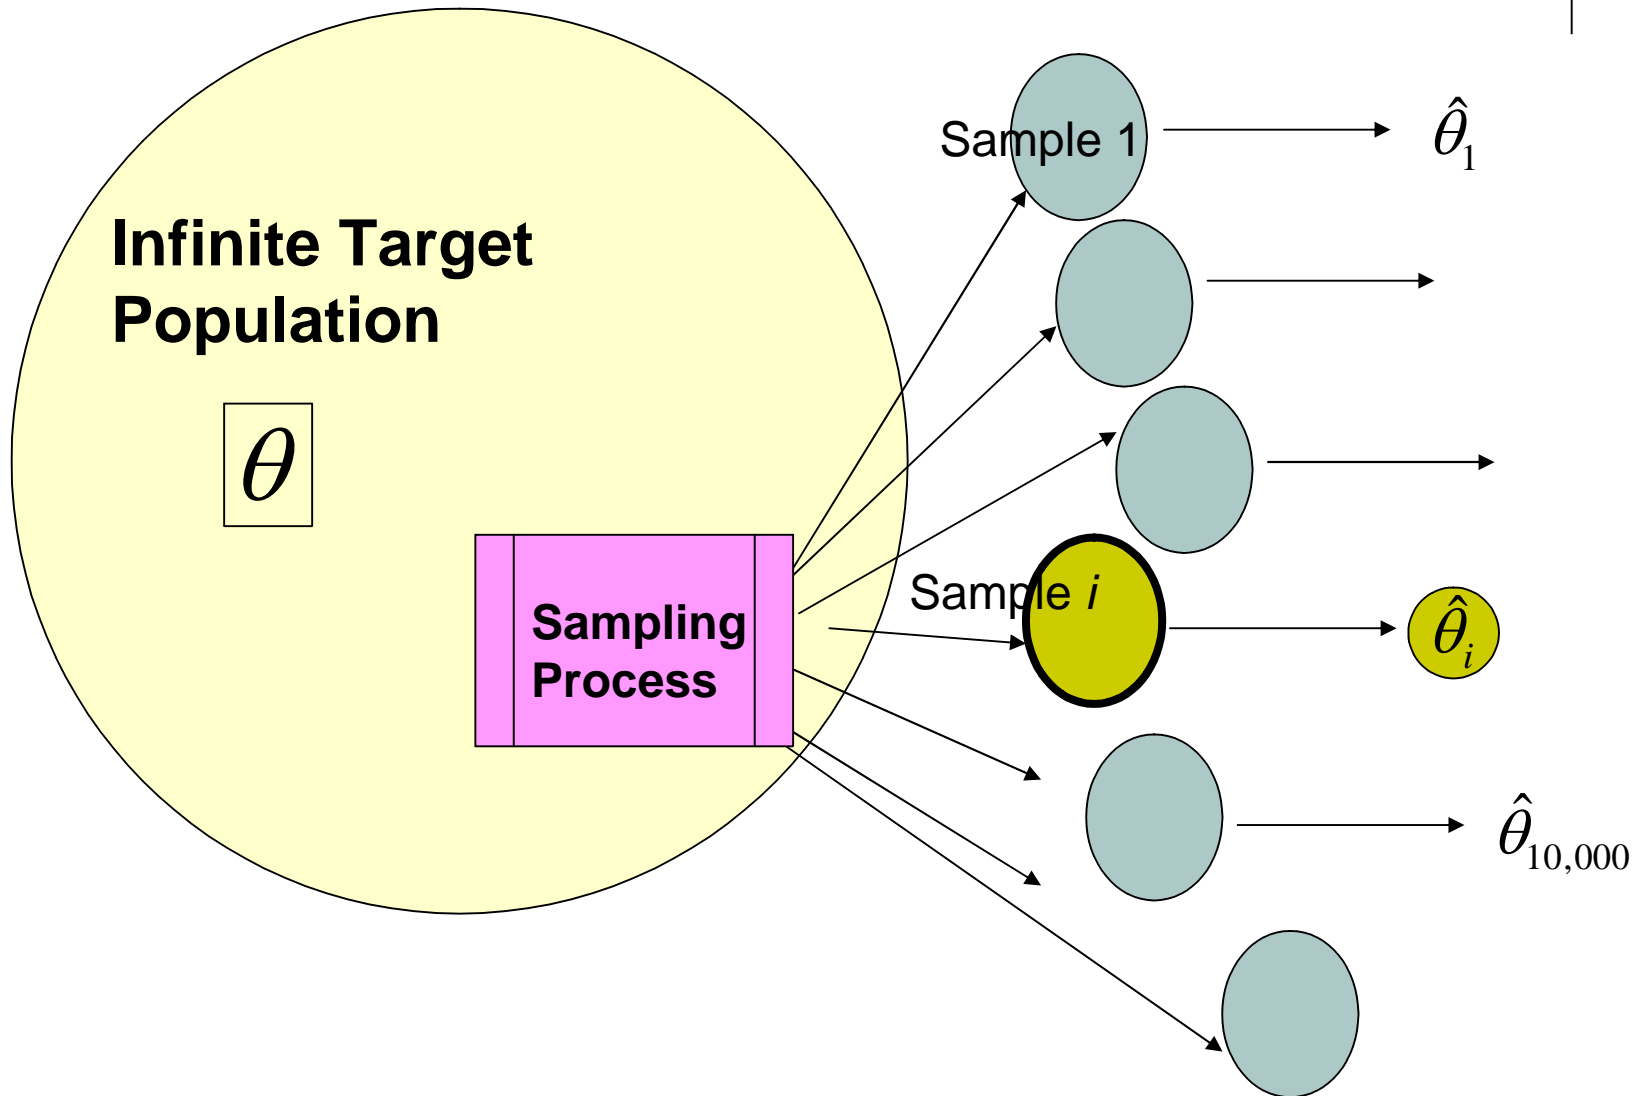 Sample 1
θ̂₁
Infinite Target
Population
θ
Sample i
Sampling
Process
θ̂ᵢ
θ̂₁₀,₀₀₀